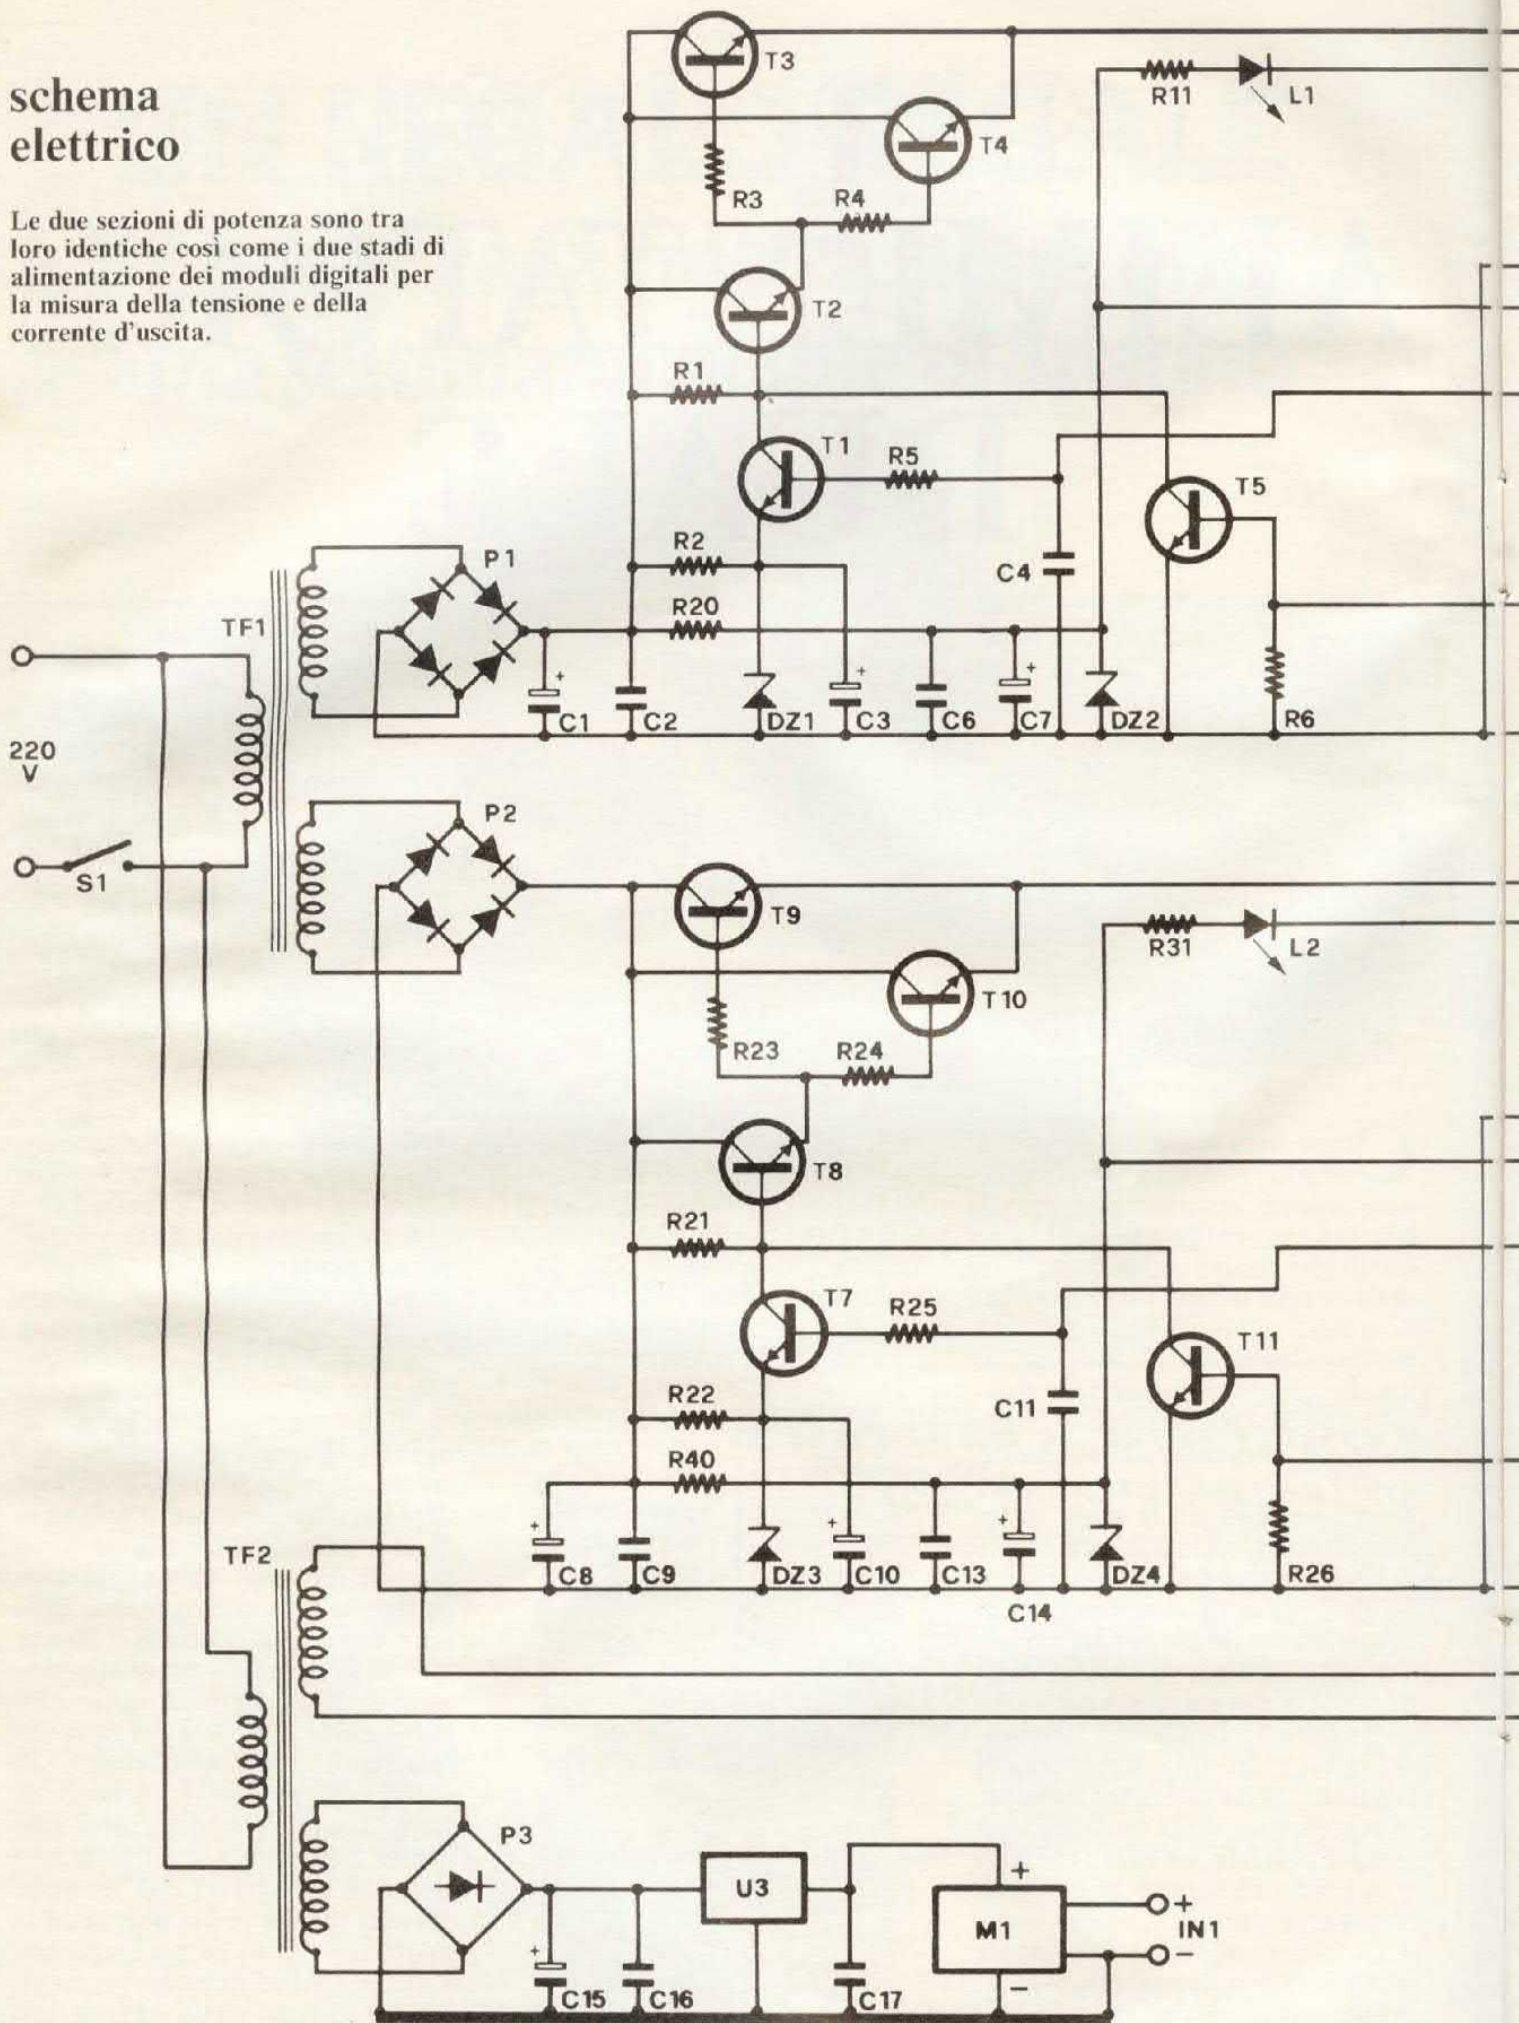 schema
elettrico
Le due sezioni di potenza sono tra
loro identiche così come i due stadi di
alimentazione dei moduli digitali per
la misura della tensione e della
corrente d'uscita.
T3
R11
L1
T4
R3
R4
T2
R1
T1
R5
T5
R2
C4
P1
R20
TF1
+
+
+
C1
C2
DZ1
C3
C6
C7
DZ2
R6
220
V
P2
S1
T9
R31
L2
T10
R23
R24
T8
R21
T7
R25
T11
R22
C11
R40
TF2
+
+
+
C8
C9
DZ3
C10
C13
DZ4
R26
C14
P3
U3
+
M1
+
IN1
-
+
-
C15
C16
C17